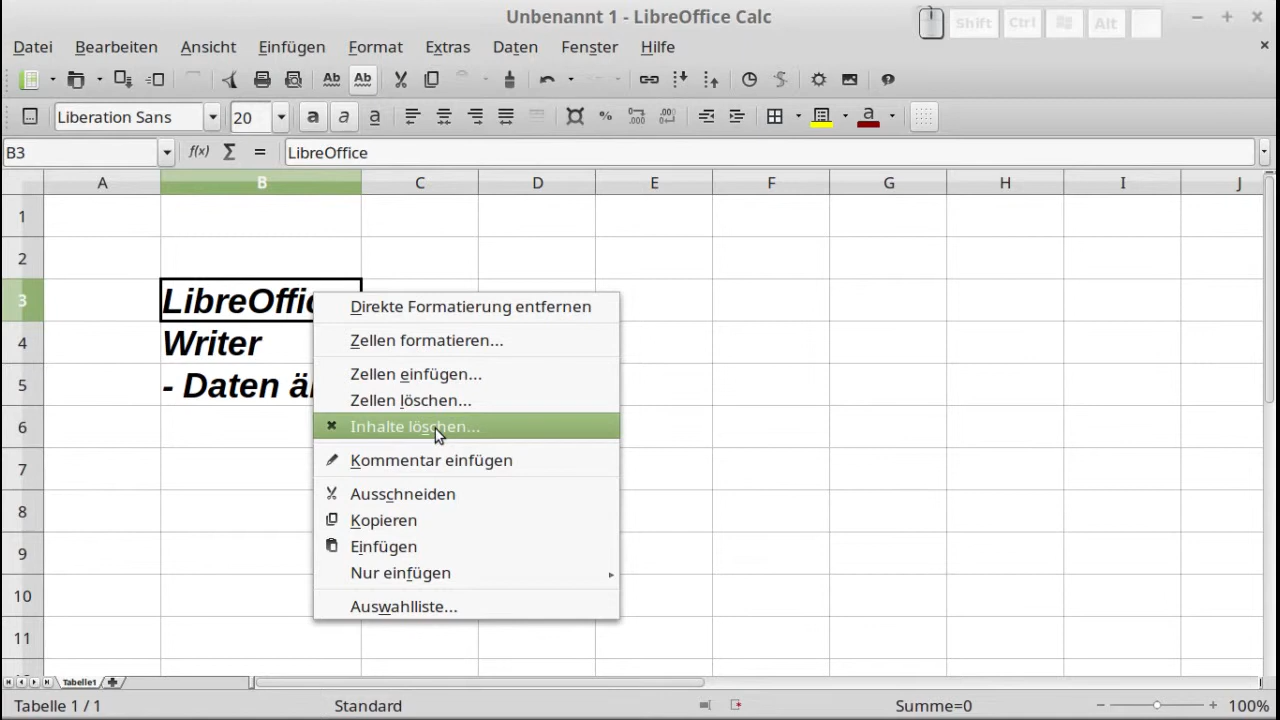 Unbenannt 1 - LibreOffice Calc
Shift Ctrl Alt
Datei Bearbeiten Ansicht Einfügen Format Extras Daten Fenster Hilfe
Ab Ab
Liberation Sans 20 a a a % a
B3 f(x) Σ = LibreOffice
A B C D E F G H I J
1
2
3 LibreOffic
4 Writer
5 - Daten är
6
7
8
9
10
11
Direkte Formatierung entfernen
Zellen formatieren...
Zellen einfügen...
Zellen löschen...
Inhalte löschen...
Kommentar einfügen
Ausschneiden
Kopieren
Einfügen
Nur einfügen
Auswahlliste...
Tabelle1
Tabelle 1 / 1 Standard Summe=0 100%